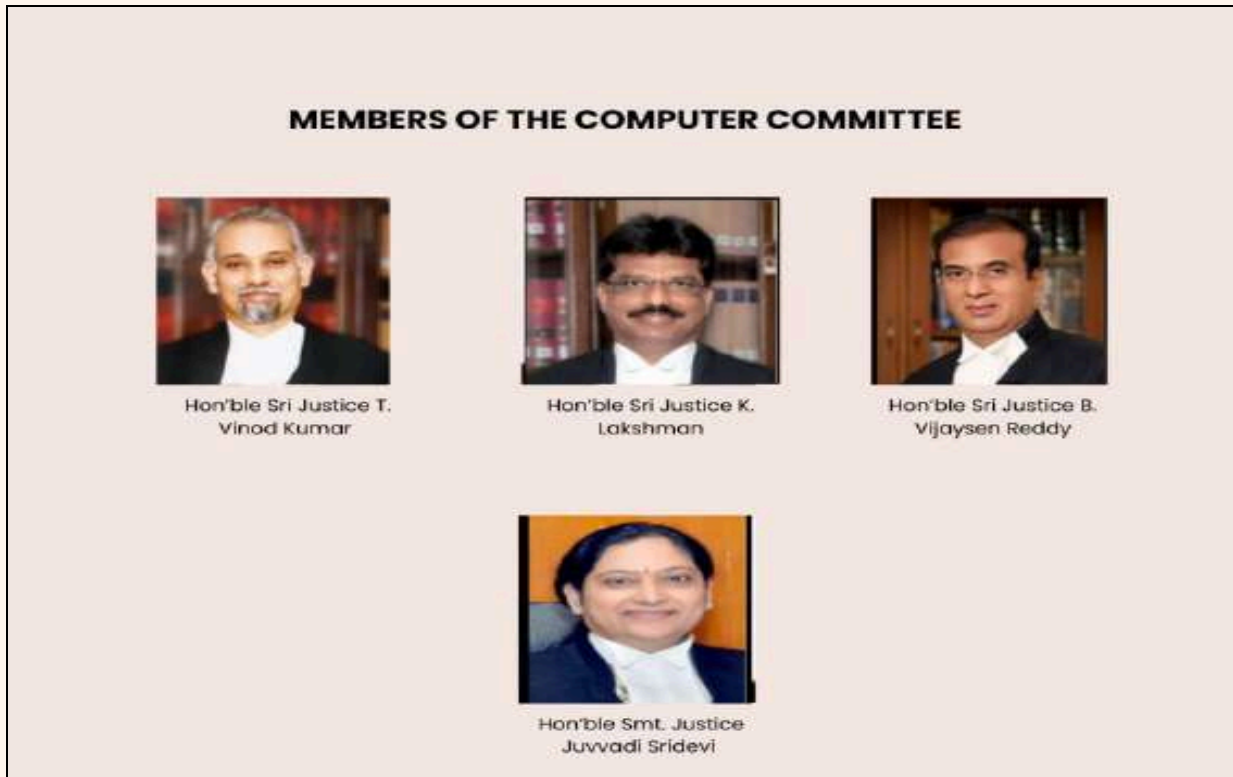 MEMBERS OF THE COMPUTER COMMITTEE
Hon'ble Sri Justice T.
Vinod Kumar
Hon'ble Sri Justice K.
Lakshman
Hon'ble Sri Justice B.
Vijaysen Reddy
Hon'ble Smt. Justice
Juvvadi Sridevi